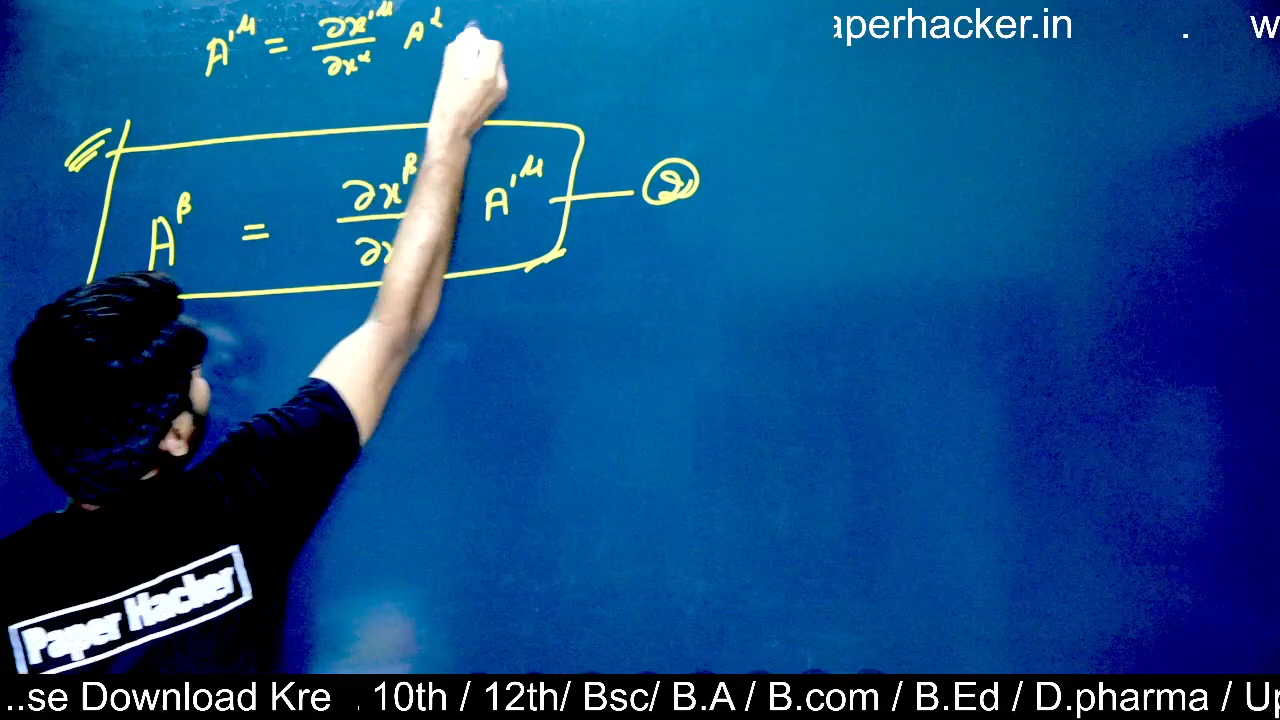 aperhacker.in . w
A'^μ = ∂x'^μ / ∂x^α A^α
A^β = ∂x^β / ∂x A'^μ — ②
Paper Hacker
..se Download Kre . 10th / 12th/ Bsc/ B.A / B.com / B.Ed / D.pharma / Up